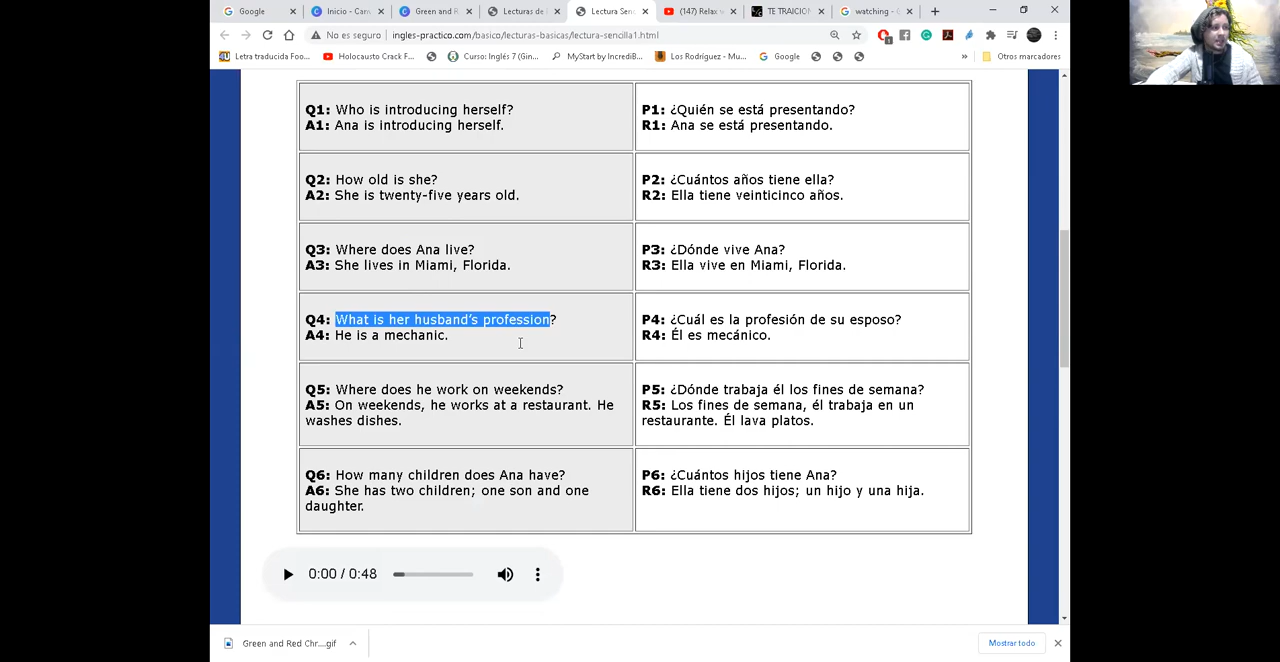 Google
Inicio - Can
Green and R
Lecturas de
Lectura Sen
(147) Relax
TE TRAICION
watching - G
No es seguro
ingles-practico.com/basico/lecturas-basicas/lectura-sencilla1.html
Letra traducida Foo...
Holocausto Crack F...
Curso: Inglés 7 (Gin...
MyStart by IncrediB...
Los Rodríguez - Mu...
Google
»
Otros marcadores
Q1: Who is introducing herself?
A1: Ana is introducing herself.
P1: ¿Quién se está presentando?
R1: Ana se está presentando.
Q2: How old is she?
A2: She is twenty-five years old.
P2: ¿Cuántos años tiene ella?
R2: Ella tiene veinticinco años.
Q3: Where does Ana live?
A3: She lives in Miami, Florida.
P3: ¿Dónde vive Ana?
R3: Ella vive en Miami, Florida.
Q4: What is her husband’s profession?
A4: He is a mechanic.
P4: ¿Cuál es la profesión de su esposo?
R4: Él es mecánico.
Q5: Where does he work on weekends?
A5: On weekends, he works at a restaurant. He
washes dishes.
P5: ¿Dónde trabaja él los fines de semana?
R5: Los fines de semana, él trabaja en un
restaurante. Él lava platos.
Q6: How many children does Ana have?
A6: She has two children; one son and one
daughter.
P6: ¿Cuántos hijos tiene Ana?
R6: Ella tiene dos hijos; un hijo y una hija.
0:00 / 0:48
Green and Red Chr....gif
Mostrar todo